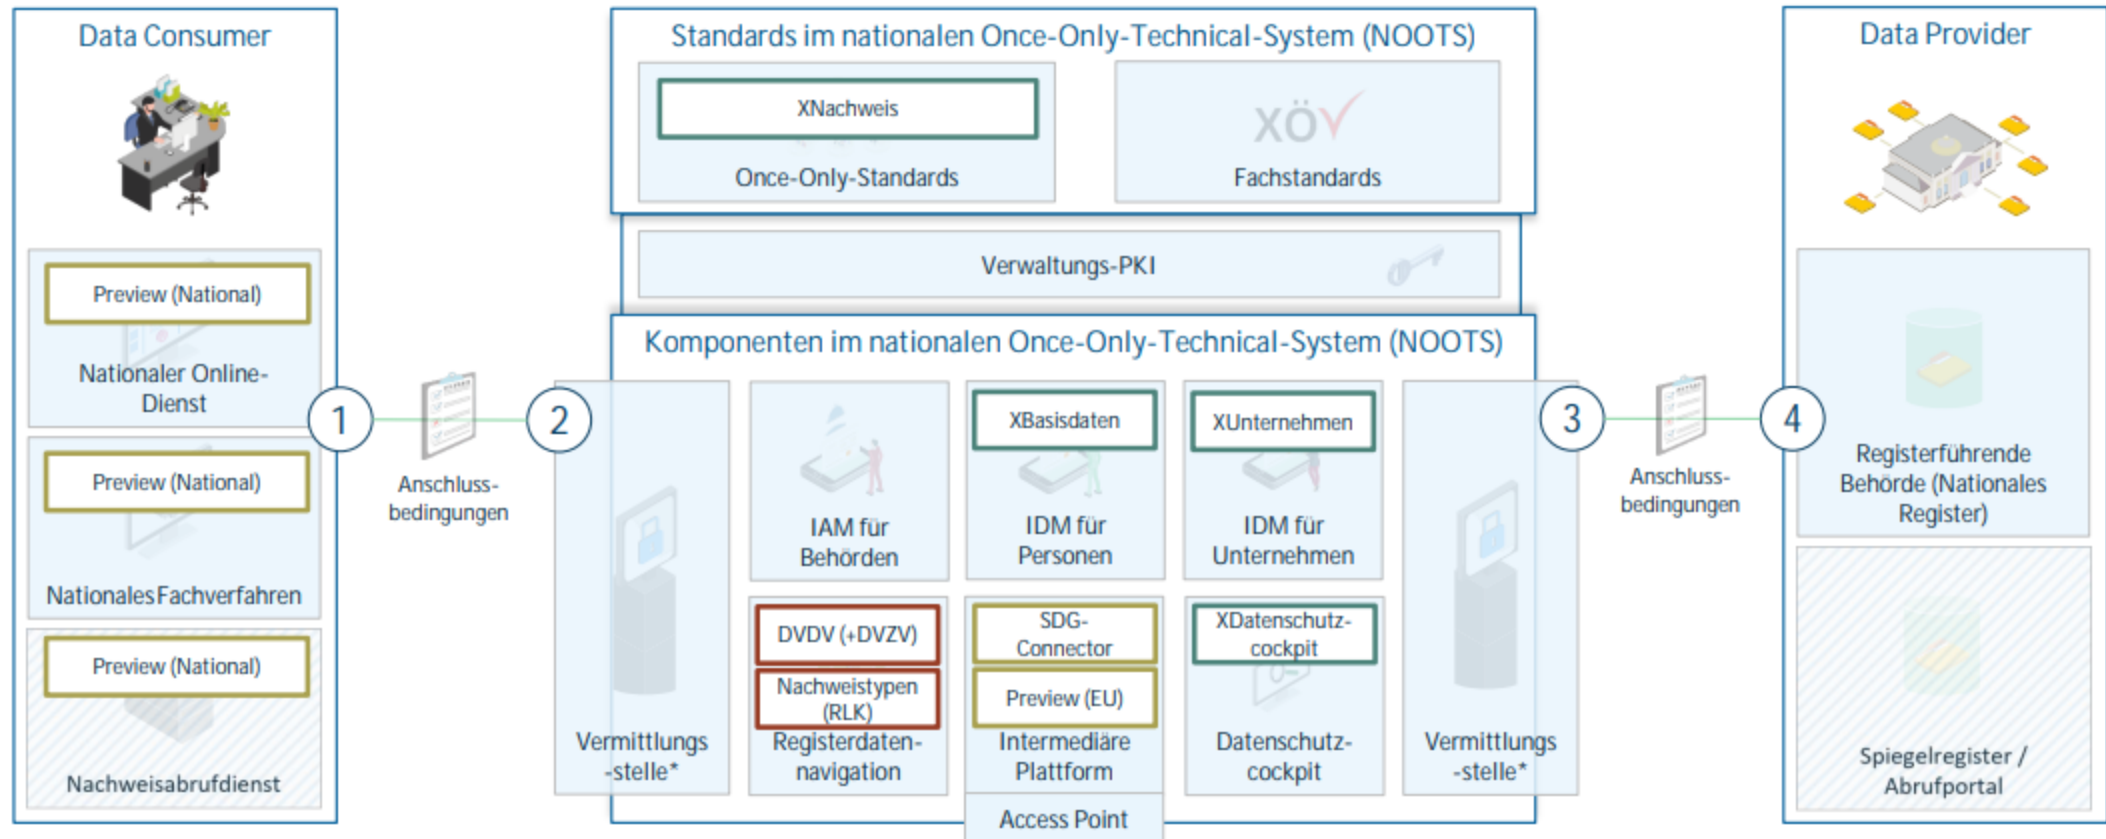 Data Consumer
Preview (National)
Nationaler Online-
Dienst
Preview (National)
Nationales Fachverfahren
Preview (National)
Nachweisabrufdienst
1
Anschluss-
bedingungen
2
Standards im nationalen Once-Only-Technical-System (NOOTS)
XNachweis
Once-Only-Standards
XÖV
Fachstandards
Verwaltungs-PKI
Komponenten im nationalen Once-Only-Technical-System (NOOTS)
Vermittlungs
-stelle*
IAM für
Behörden
XBasisdaten
IDM für
Personen
XUnternehmen
IDM für
Unternehmen
DVDV (+DVZV)
Nachweistypen
(RLK)
Registerdaten-
navigation
SDG-
Connector
Preview (EU)
Intermediäre
Plattform
Access Point
XDatenschutz-
cockpit
Datenschutz-
cockpit
Vermittlungs
-stelle*
3
Anschluss-
bedingungen
4
Data Provider
Registerführende
Behörde (Nationales
Register)
Spiegelregister /
Abrufportal